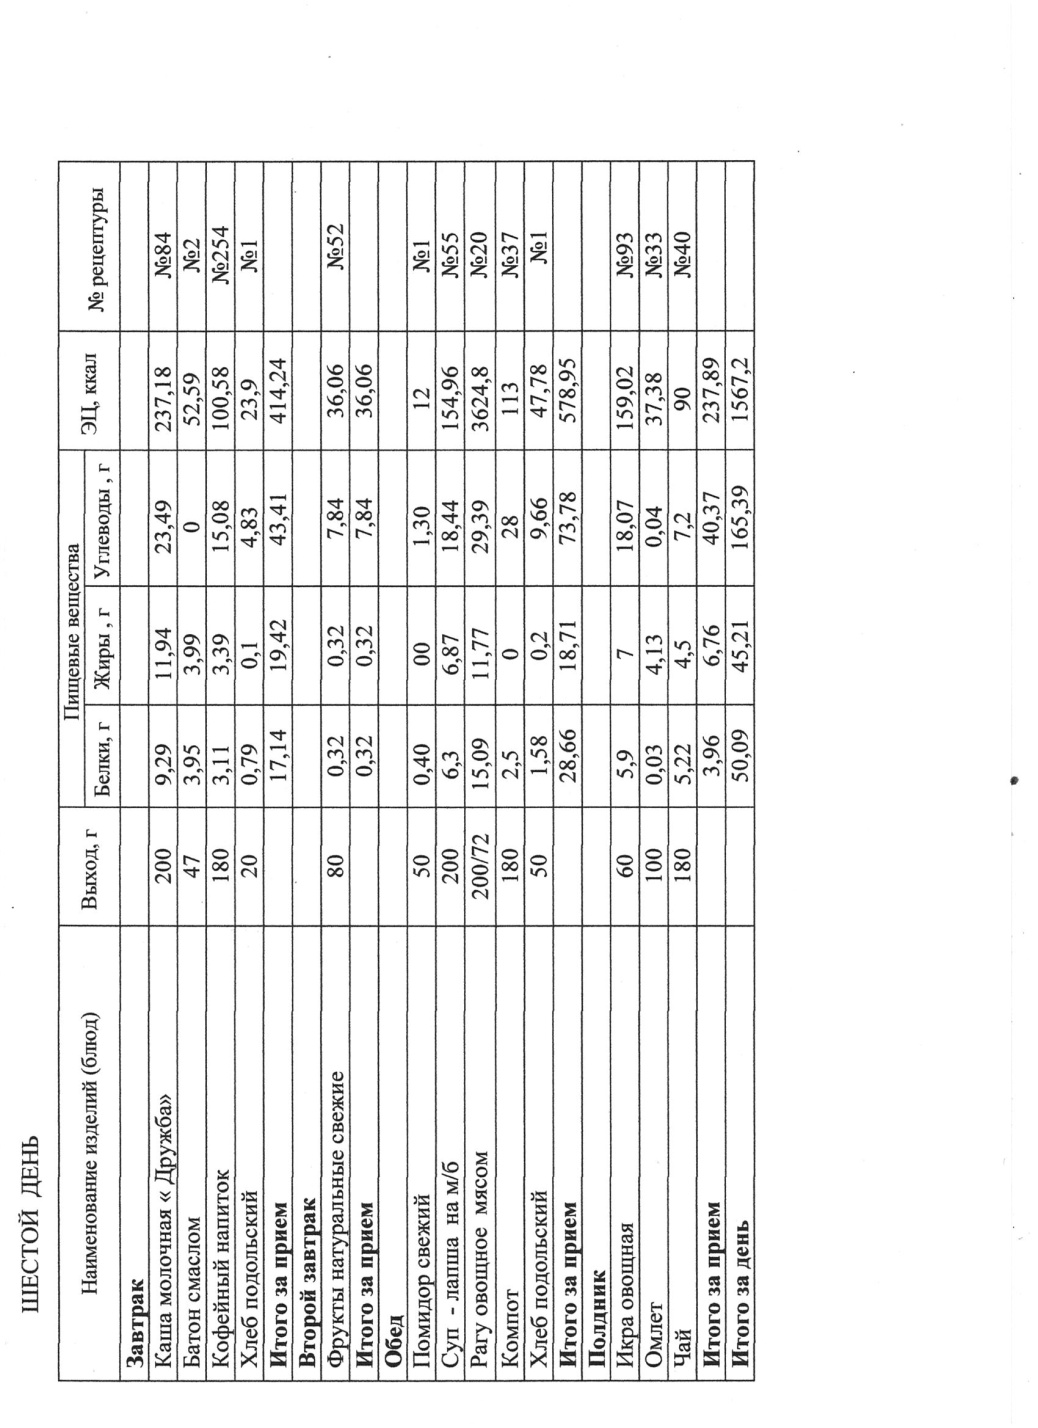 ШЕСТОЙ ДЕНЬ
Наименование изделий (блюд) Выход, г Пищевые вещества ЭЦ, ккал № рецептуры
Белки, г Жиры , г Углеводы , г
Завтрак
Каша молочная « Дружба» 200 9,29 11,94 23,49 237,18 №84
Батон смаслом 47 3,95 3,99 0 52,59 №2
Кофейный напиток 180 3,11 3,39 15,08 100,58 №254
Хлеб подольский 20 0,79 0,1 4,83 23,9 №1
Итого за прием 17,14 19,42 43,41 414,24
Второй завтрак
Фрукты натуральные свежие 80 0,32 0,32 7,84 36,06 №52
Итого за прием 0,32 0,32 7,84 36,06
Обед
Помидор свежий 50 0,40 00 1,30 12 №1
Суп - лапша на м/б 200 6,3 6,87 18,44 154,96 №55
Рагу овощное мясом 200/72 15,09 11,77 29,39 3624,8 №20
Компот 180 2,5 0 28 113 №37
Хлеб подольский 50 1,58 0,2 9,66 47,78 №1
Итого за прием 28,66 18,71 73,78 578,95
Полдник
Икра овощная 60 5,9 7 18,07 159,02 №93
Омлет 100 0,03 4,13 0,04 37,38 №33
Чай 180 5,22 4,5 7,2 90 №40
Итого за прием 3,96 6,76 40,37 237,89
Итого за день 50,09 45,21 165,39 1567,2